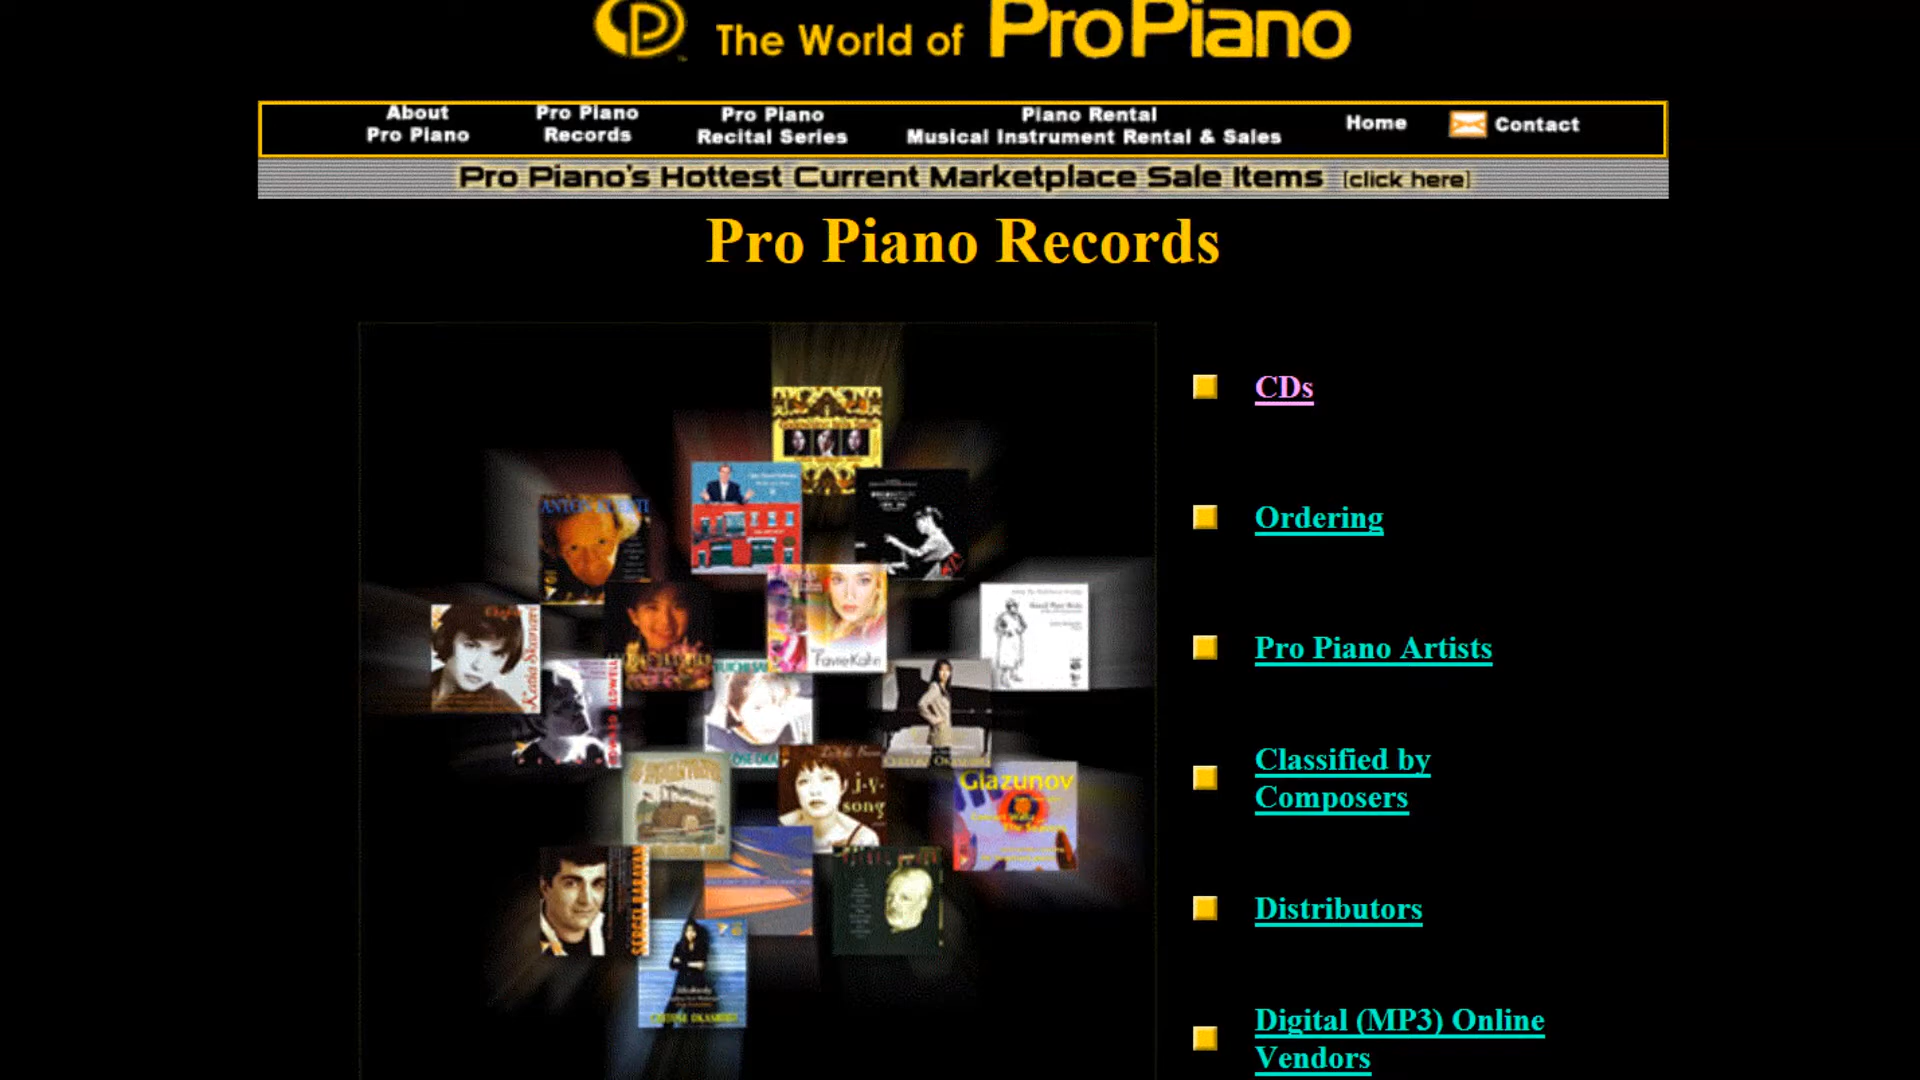 The World of ProPiano
About
Pro Piano
Pro Piano
Records
Pro Piano
Recital Series
Piano Rental
Musical Instrument Rental & Sales
Home
Contact
Pro Piano's Hottest Current Marketplace Sale Items [click here]
Pro Piano Records
CDs
Ordering
Pro Piano Artists
Classified by
Composers
Distributors
Digital (MP3) Online
Vendors
j.y.
song
Glazunov